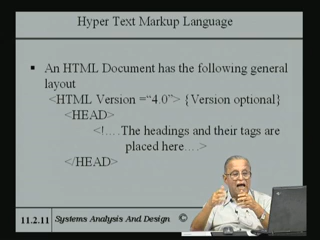 Hyper Text Markup Language
▪ An HTML Document has the following general
layout
<HTML Version =“4.0”> {Version optional}
<HEAD>
<!….The headings and their tags are
placed here….>
</HEAD>
11.2.11 Systems Analysis And Design ©